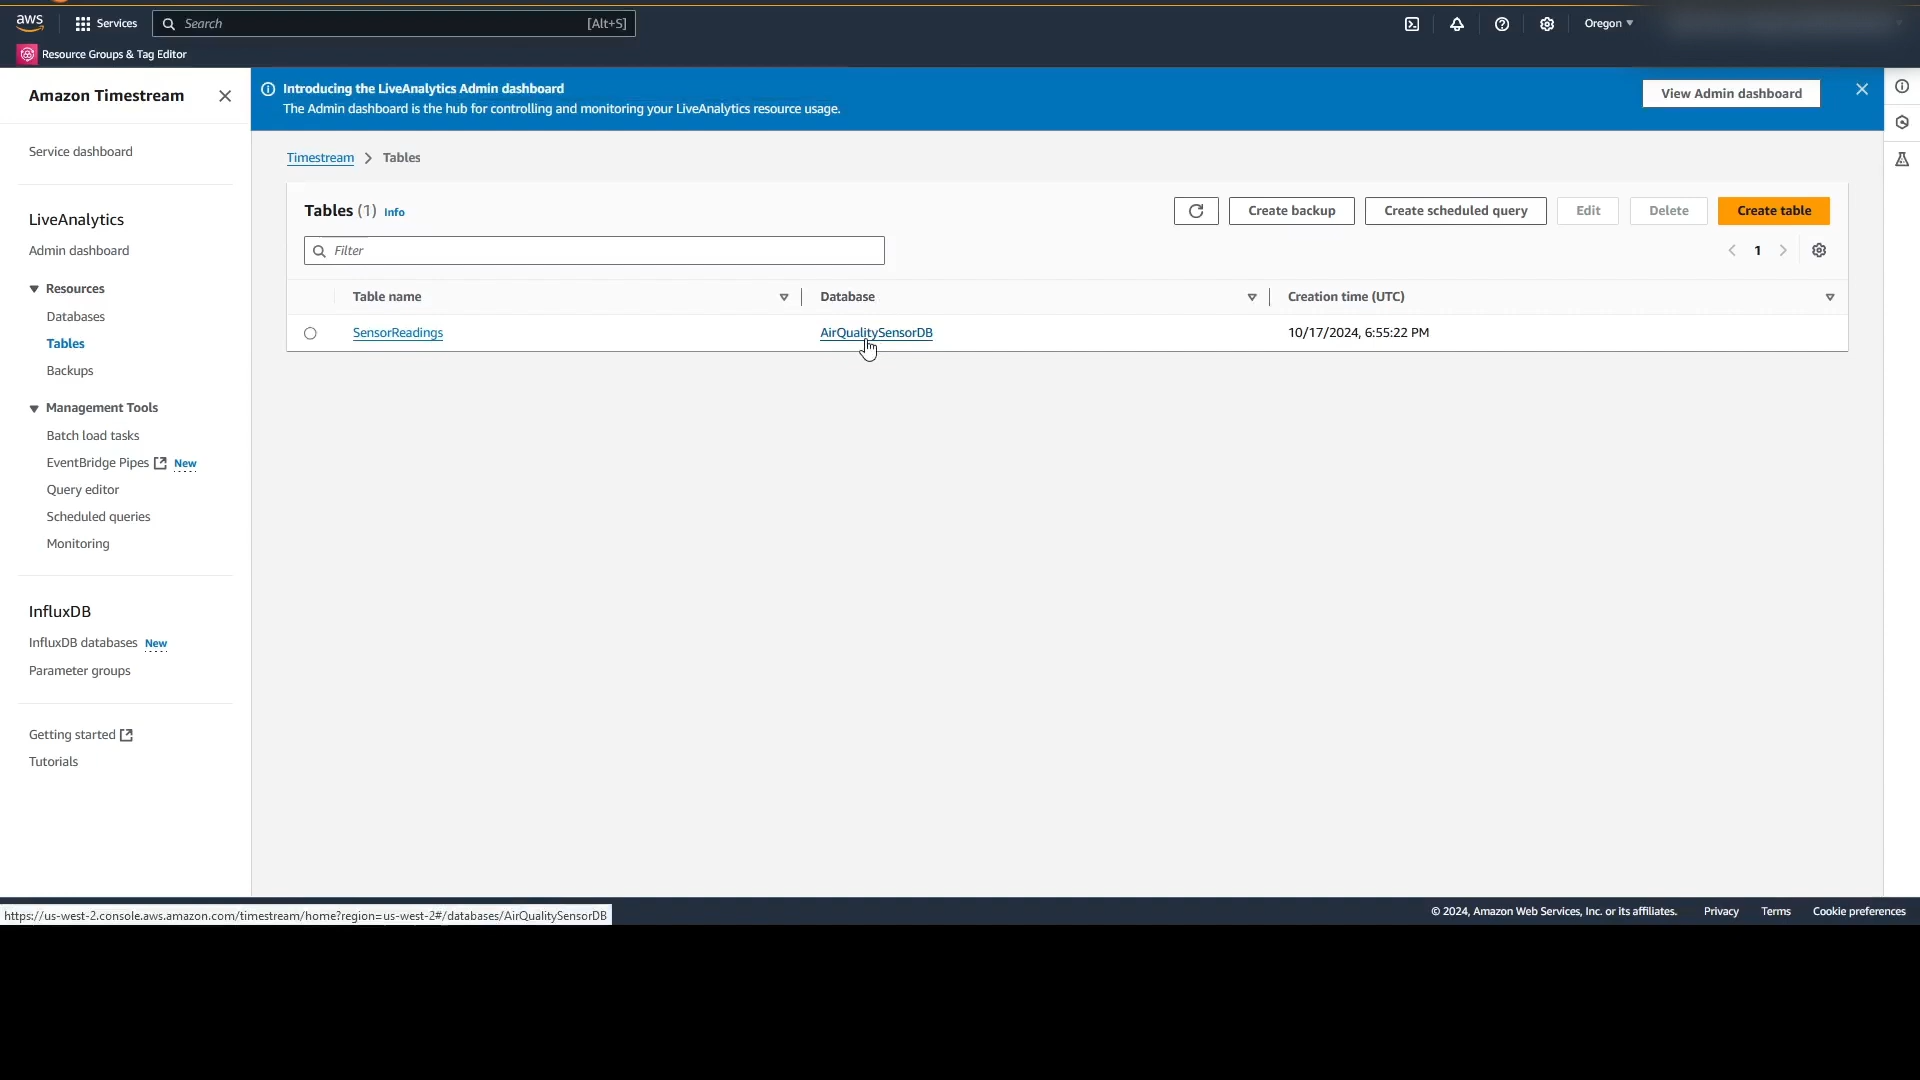 aws
Services
Search
[Alt+S]
Oregon
Resource Groups & Tag Editor
Amazon Timestream
Service dashboard
LiveAnalytics
Admin dashboard
Resources
Databases
Tables
Backups
Management Tools
Batch load tasks
EventBridge Pipes New
Query editor
Scheduled queries
Monitoring
InfluxDB
InfluxDB databases New
Parameter groups
Getting started
Tutorials
Introducing the LiveAnalytics Admin dashboard
The Admin dashboard is the hub for controlling and monitoring your LiveAnalytics resource usage.
View Admin dashboard
Timestream > Tables
Tables (1) Info
Create backup
Create scheduled query
Edit
Delete
Create table
Filter
1
Table name Database Creation time (UTC)
SensorReadings AirQualitySensorDB 10/17/2024, 6:55:22 PM
https://us-west-2.console.aws.amazon.com/timestream/home?region=us-west-2#/databases/AirQualitySensorDB
© 2024, Amazon Web Services, Inc. or its affiliates. Privacy Terms Cookie preferences